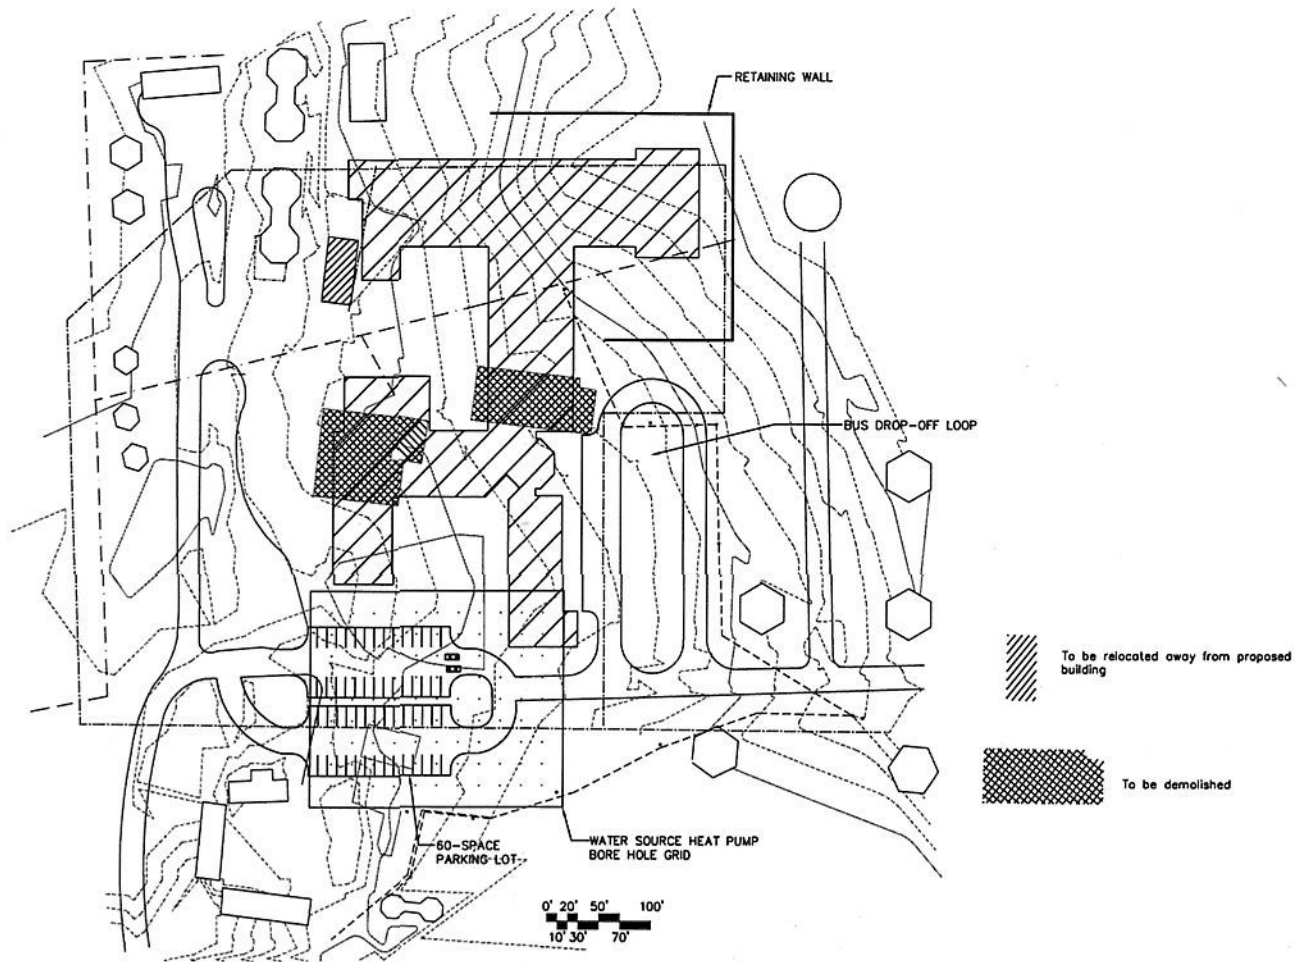 RETAINING WALL
BUS DROP-OFF LOOP
To be relocated away from proposed
building
To be demolished
60-SPACE
PARKING LOT
WATER SOURCE HEAT PUMP
BORE HOLE GRID
0' 20' 50' 100'
10' 30' 70'